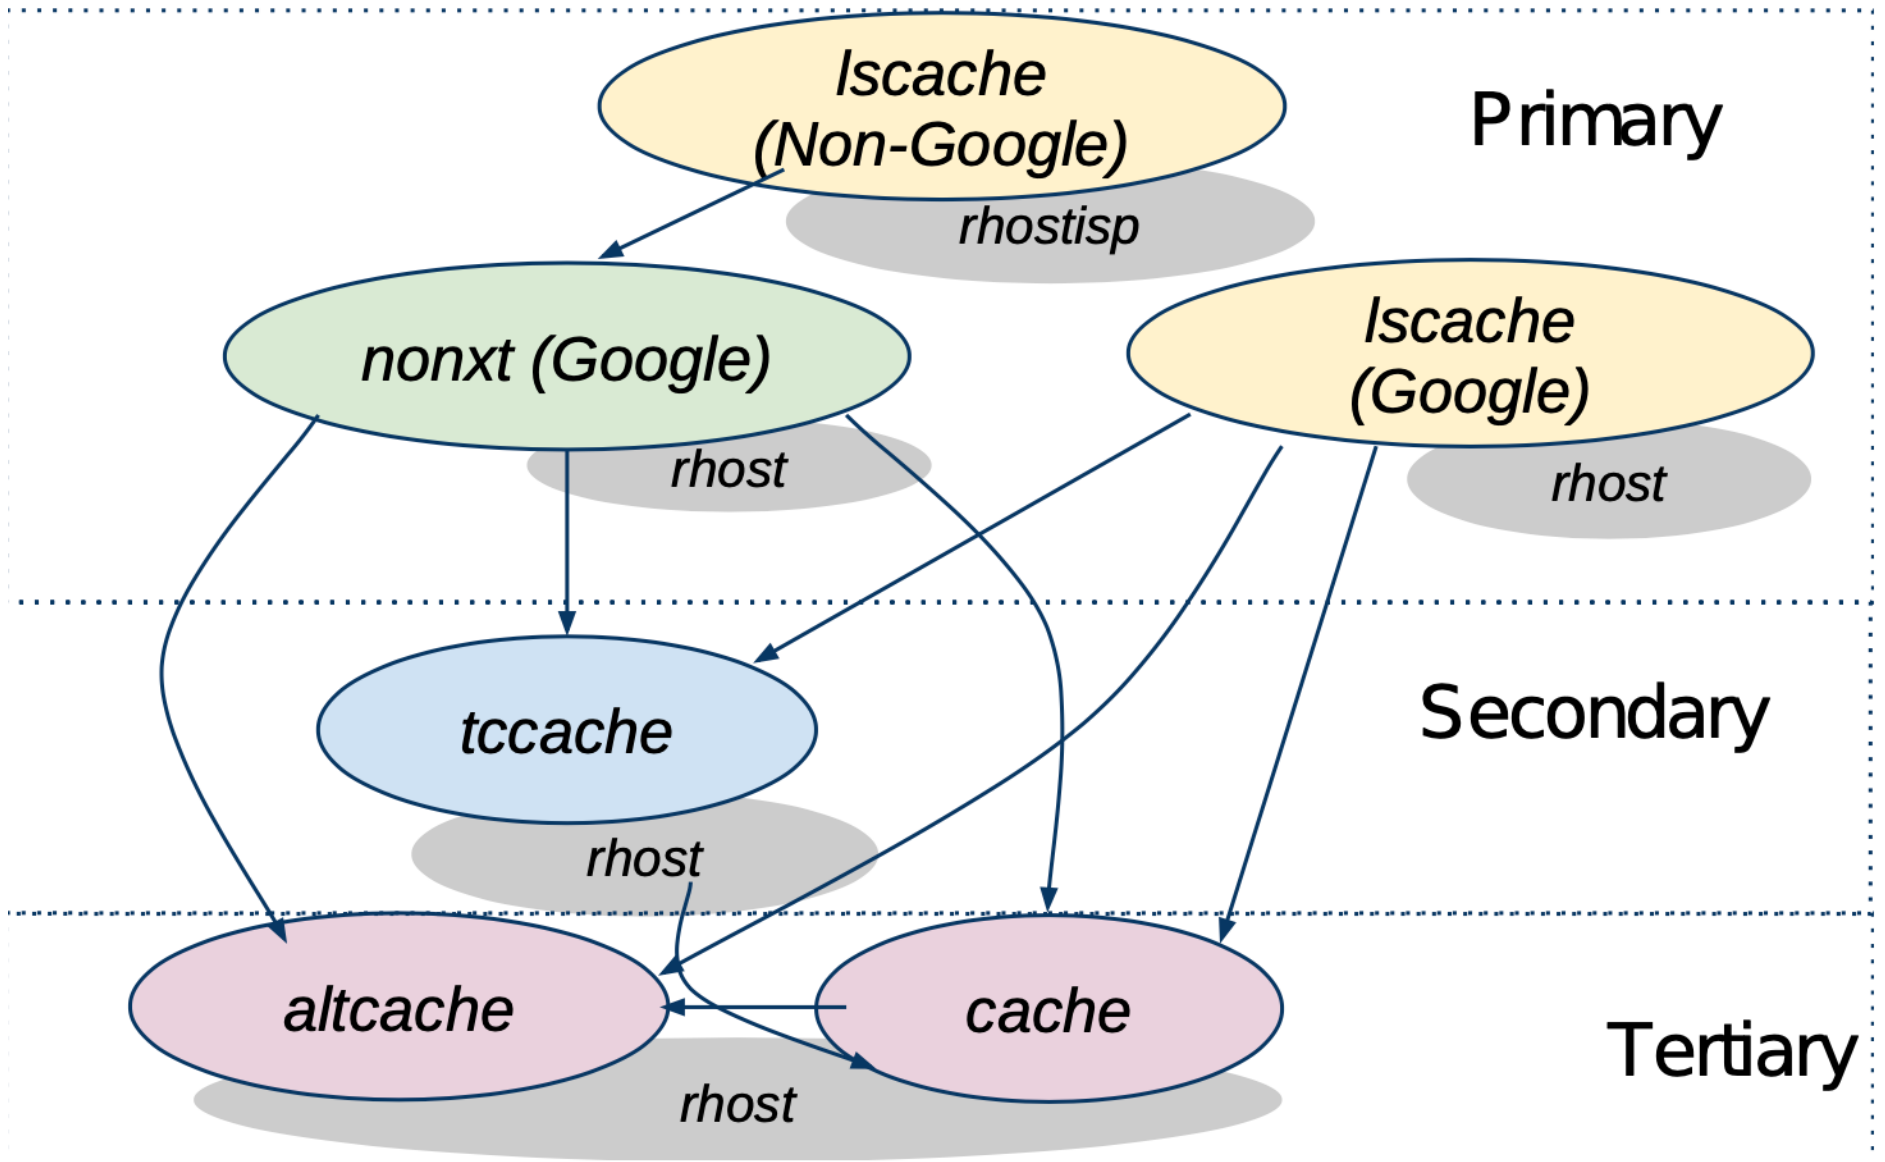 lscache
(Non-Google)
Primary
rhostisp
nonxt (Google)
lscache
(Google)
rhost
rhost
tccache
Secondary
rhost
altcache
cache
Tertiary
rhost